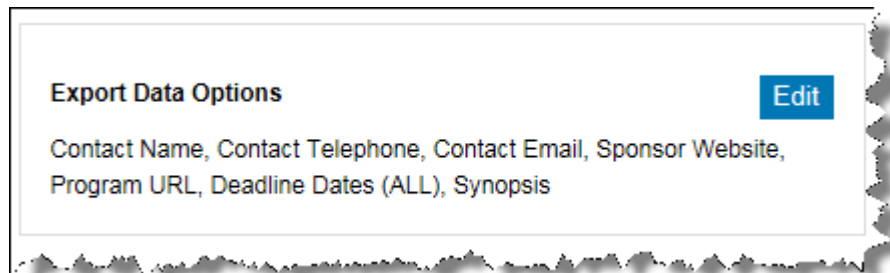 Export Data Options
Edit
Contact Name, Contact Telephone, Contact Email, Sponsor Website,
Program URL, Deadline Dates (ALL), Synopsis